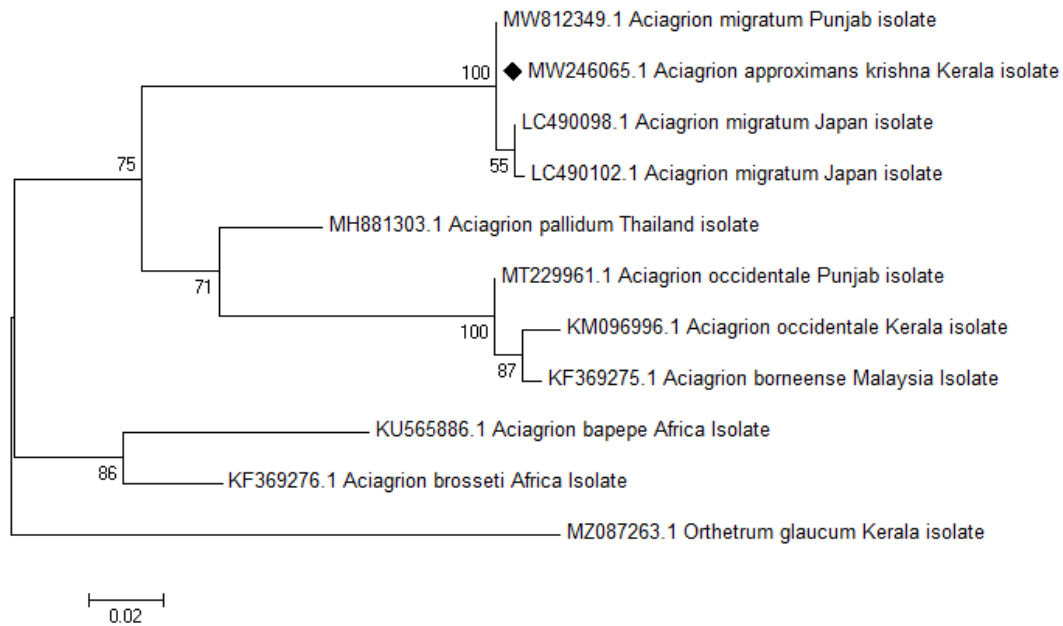 MW812349.1 Aciagrion migratum Punjab isolate
100
MW246065.1 Aciagrion approximans krishna Kerala isolate
LC490098.1 Aciagrion migratum Japan isolate
75
55
LC490102.1 Aciagrion migratum Japan isolate
MH881303.1 Aciagrion pallidum Thailand isolate
71
MT229961.1 Aciagrion occidentale Punjab isolate
100
KM096996.1 Aciagrion occidentale Kerala isolate
87
KF369275.1 Aciagrion borneense Malaysia Isolate
KU565886.1 Aciagrion bapepe Africa Isolate
86
KF369276.1 Aciagrion brosseti Africa Isolate
MZ087263.1 Orthetrum glaucum Kerala isolate
0.02